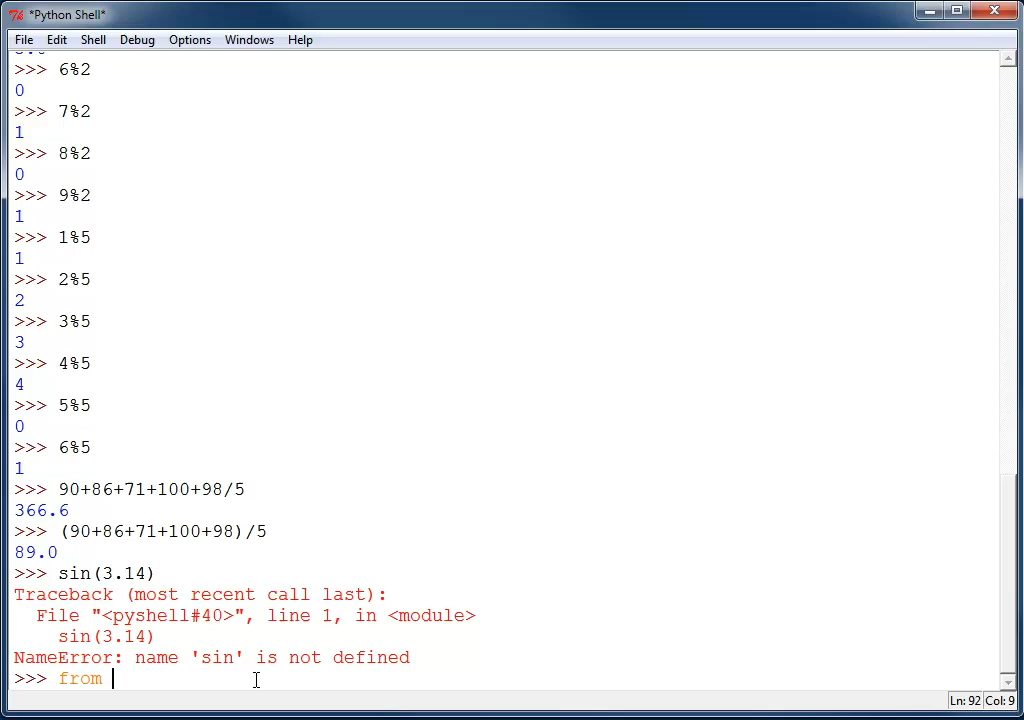 *Python Shell*
File Edit Shell Debug Options Windows Help
>>> 6%2
0
>>> 7%2
1
>>> 8%2
0
>>> 9%2
1
>>> 1%5
1
>>> 2%5
2
>>> 3%5
3
>>> 4%5
4
>>> 5%5
0
>>> 6%5
1
>>> 90+86+71+100+98/5
366.6
>>> (90+86+71+100+98)/5
89.0
>>> sin(3.14)
Traceback (most recent call last):
  File "<pyshell#40>", line 1, in <module>
    sin(3.14)
NameError: name 'sin' is not defined
>>> from
Ln: 92 Col: 9